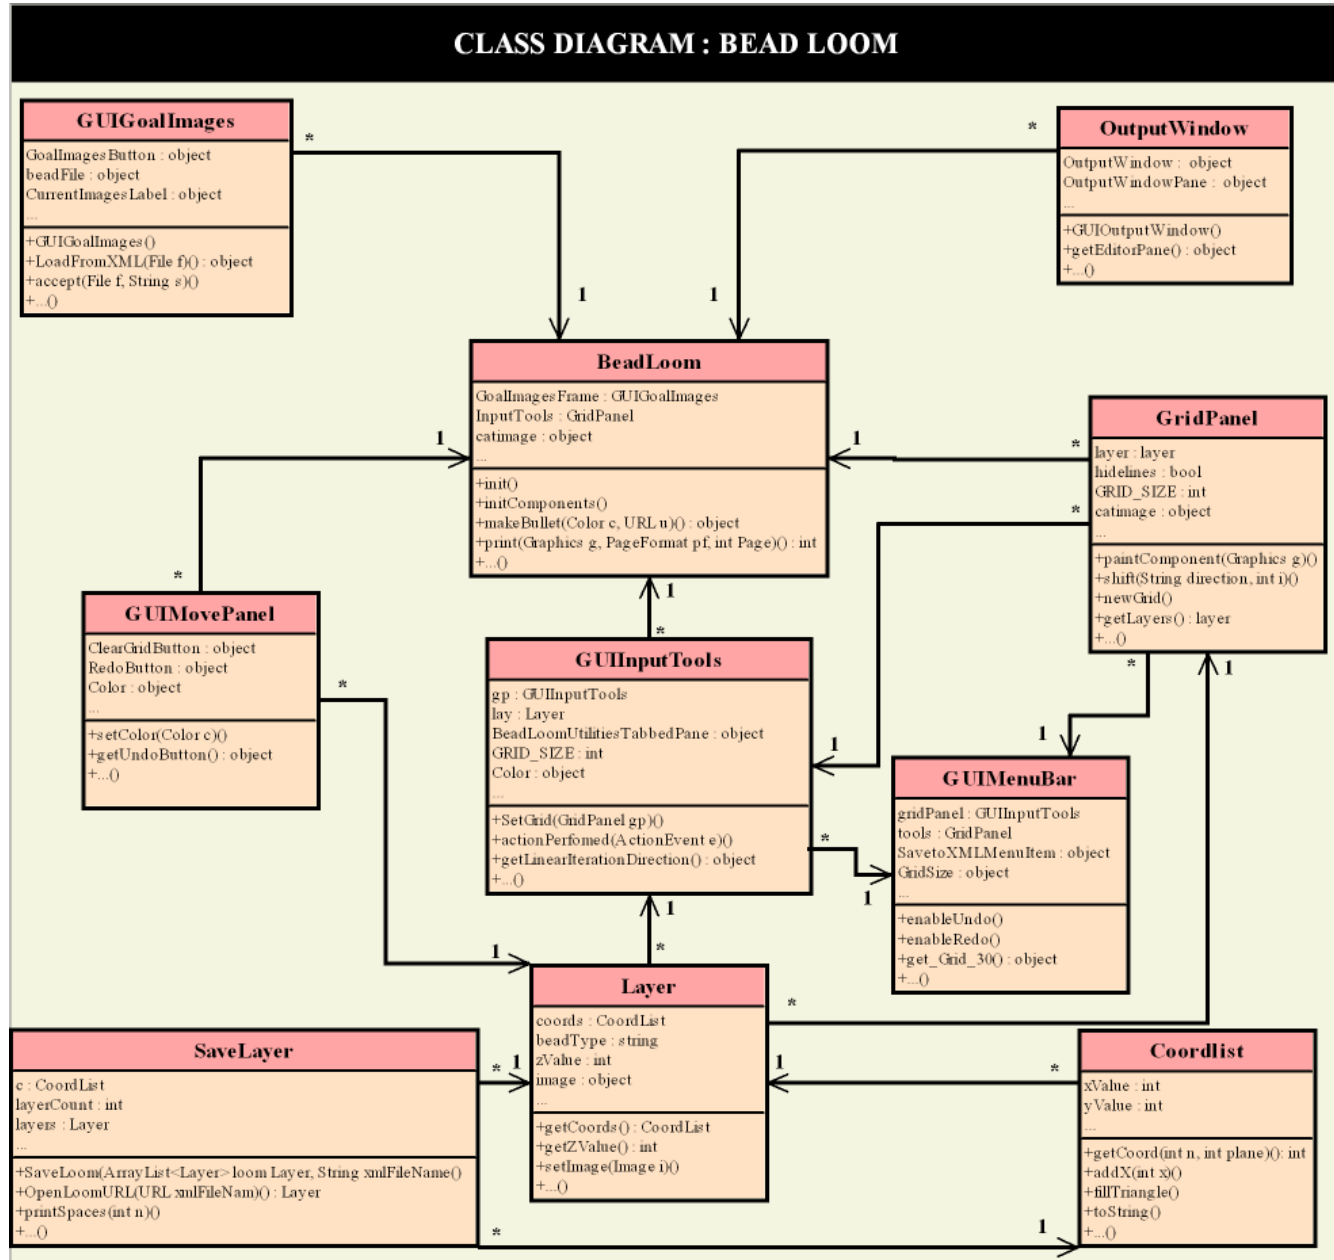 CLASS DIAGRAM : BEAD LOOM
GUIGoalImages
GoalImagesButton : object
beadFile : object
CurrentImagesLabel : object
...
+GUIGoalImages()
+LoadFromXML(File f)() : object
+accept(File f, String s)()
+...()
*
1
OutputWindow
OutputWindow : object
OutputWindowPane : object
...
+GUIOutputWindow()
+getEditorPane() : object
+...()
*
1
BeadLoom
GoalImagesFrame : GUIGoalImages
InputTools : GridPanel
catimage : object
...
+init()
+initComponents()
+makeBullet(Color c, URL u)() : object
+print(Graphics g, PageFormat pf, int Page)() : int
+...()
1
1
*
GridPanel
layer : layer
hidelines : bool
GRID_SIZE : int
catimage : object
...
+paintComponent(Graphics g)()
+shift(String direction, int i)()
+newGrid()
+getLayers() : layer
+...()
*
*
1
*
GUIMovePanel
ClearGridButton : object
RedoButton : object
Color : object
...
+setColor(Color c)()
+getUndoButton() : object
+...()
*
1
*
GUIInputTools
gp : GUIInputTools
lay : Layer
BeadLoomUtilitiesTabbedPane : object
GRID_SIZE : int
Color : object
...
+SetGrid(GridPanel gp)()
+actionPerfomed(ActionEvent e)()
+getLinearIterationDirection() : object
+...()
1
*
1
1
GUIMenuBar
gridPanel : GUIInputTools
tools : GridPanel
SavetoXMLMenuItem : object
GridSize : object
...
+enableUndo()
+enableRedo()
+get_Grid_30() : object
+...()
1
*
1
Layer
coords : CoordList
beadType : string
zValue : int
image : object
...
+getCoords() : CoordList
+getZValue() : int
+setImage(Image i)()
+...()
*
SaveLayer
c : CoordList
layerCount : int
layers : Layer
...
+SaveLoom(ArrayList<Layer> loom Layer, String xmlFileName()
+OpenLoomURL(URL xmlFileNam)() : Layer
+printSpaces(int n)()
+...()
*
1
1
*
Coordlist
xValue : int
yValue : int
...
+getCoord(int n, int plane)(): int
+addX(int x)()
+fillTriangle()
+toString()
+...()
*
1